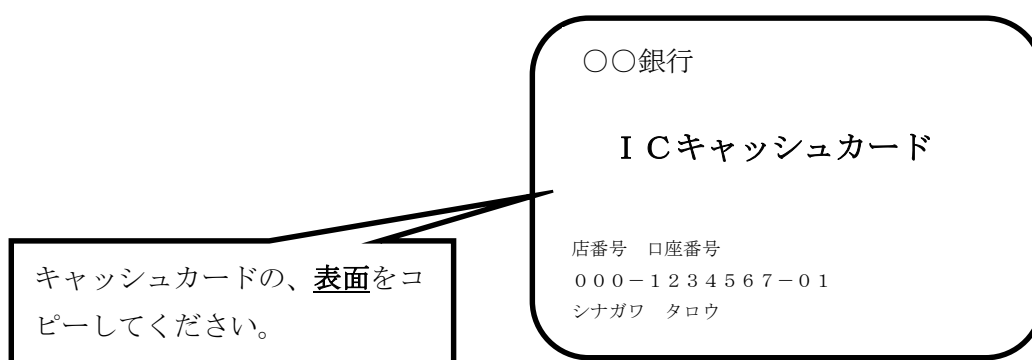 ○○銀行
ＩＣキャッシュカード
店番号　口座番号
０００－１２３４５６７－０１
シナガワ　タロウ
キャッシュカードの、表面をコ
ピーしてください。